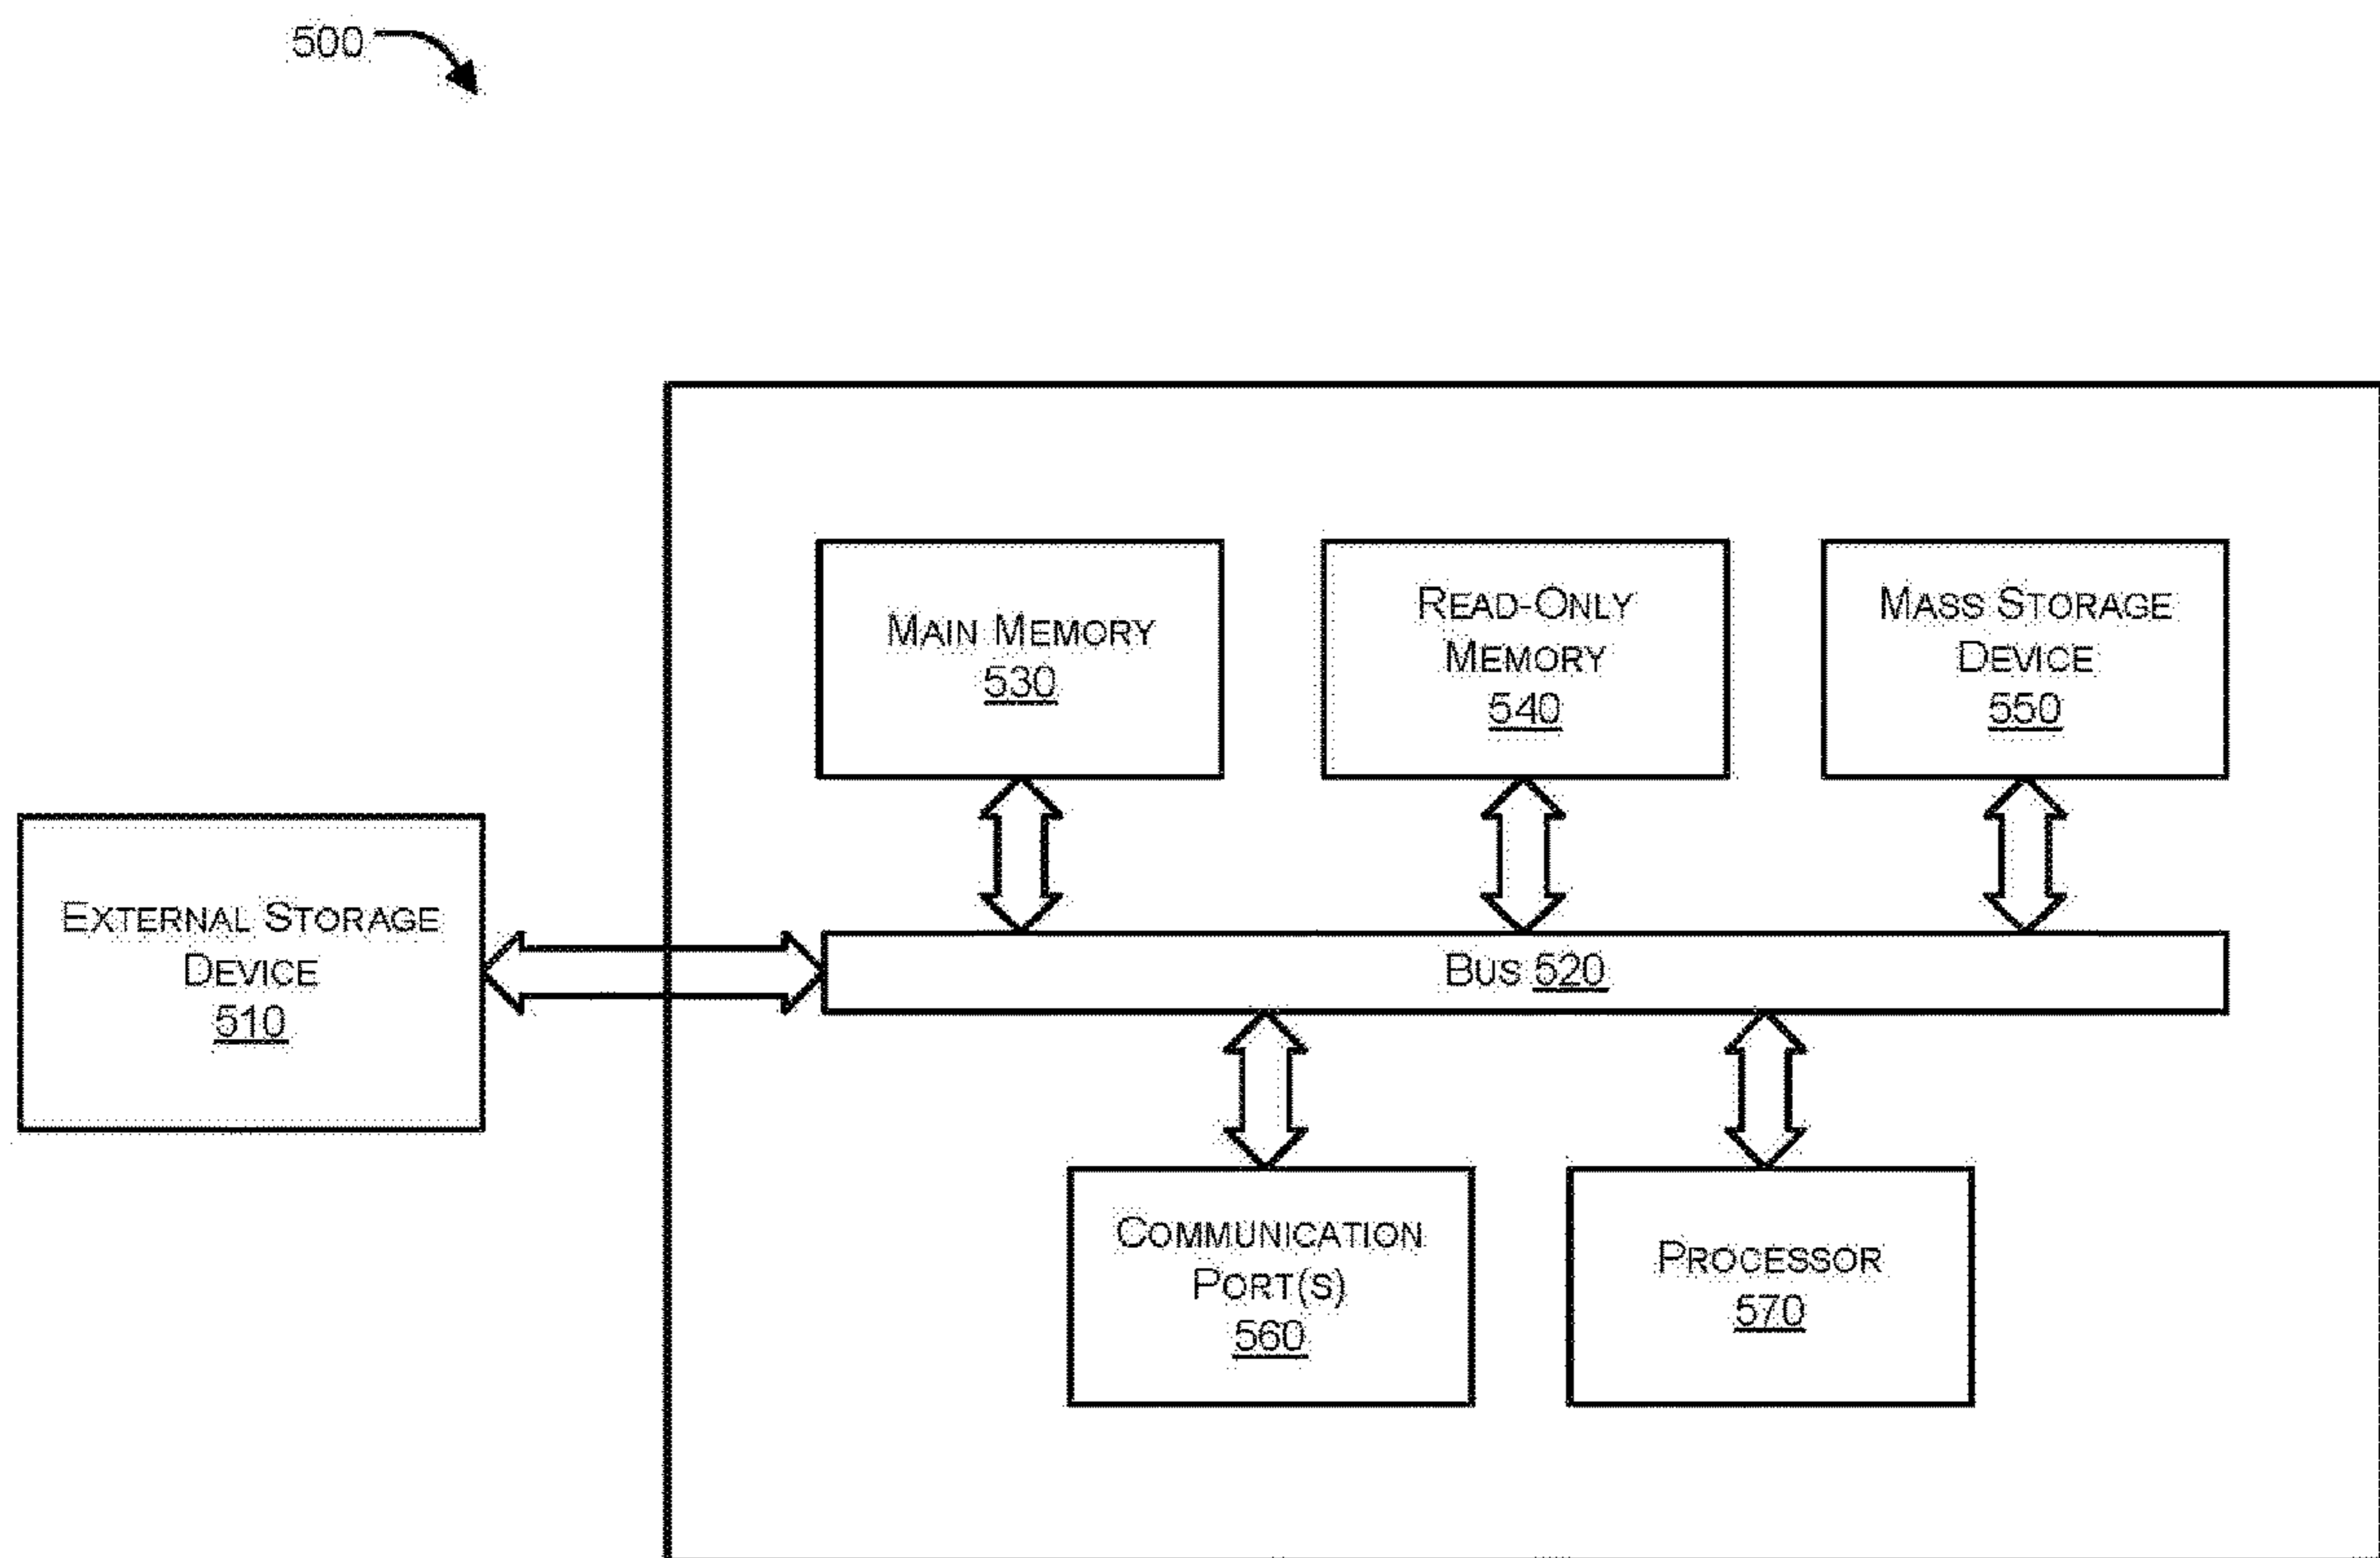 500
MAIN MEMORY
530
READ-ONLY
MEMORY
540
MASS STORAGE
DEVICE
550
EXTERNAL STORAGE
DEVICE
510
BUS 520
COMMUNICATION
PORT(S)
560
PROCESSOR
570